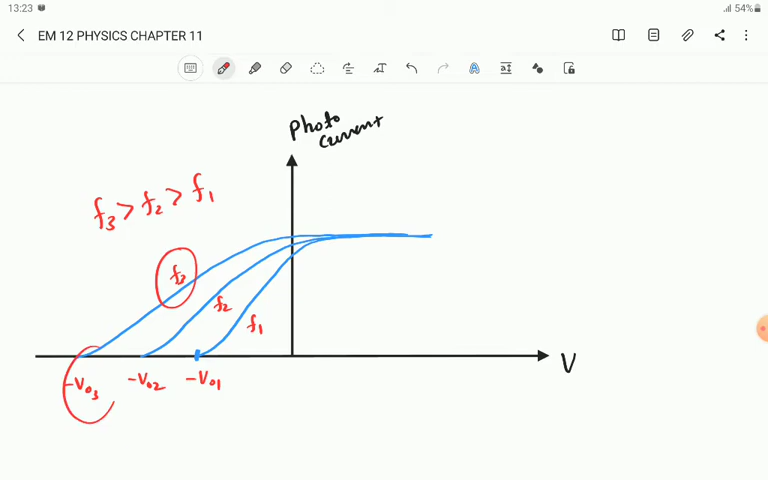 13:23
54%
EM 12 PHYSICS CHAPTER 11
Photo
current
f₃ > f₂ > f₁
f₃
f₂
f₁
-V₀₃
-V₀₂
-V₀₁
V